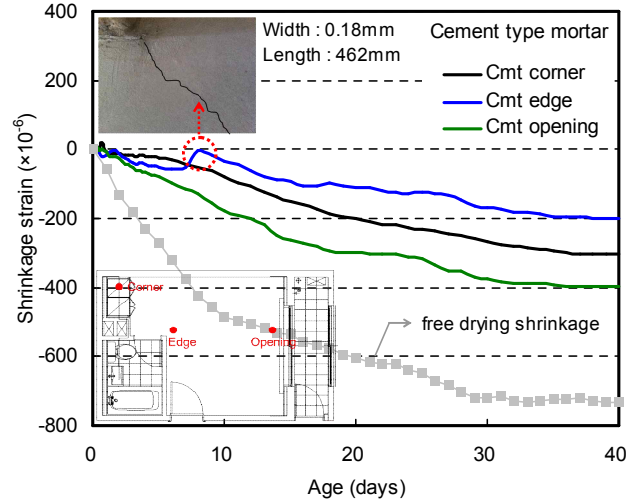 Width : 0.18mm
Length : 462mm
Cement type mortar
Cmt corner
Cmt edge
Cmt opening
Shrinkage strain (×10-6)
400
200
0
-200
-400
-600
-800
Corner
Edge
Opening
free drying shrinkage
0
10
20
30
40
Age (days)